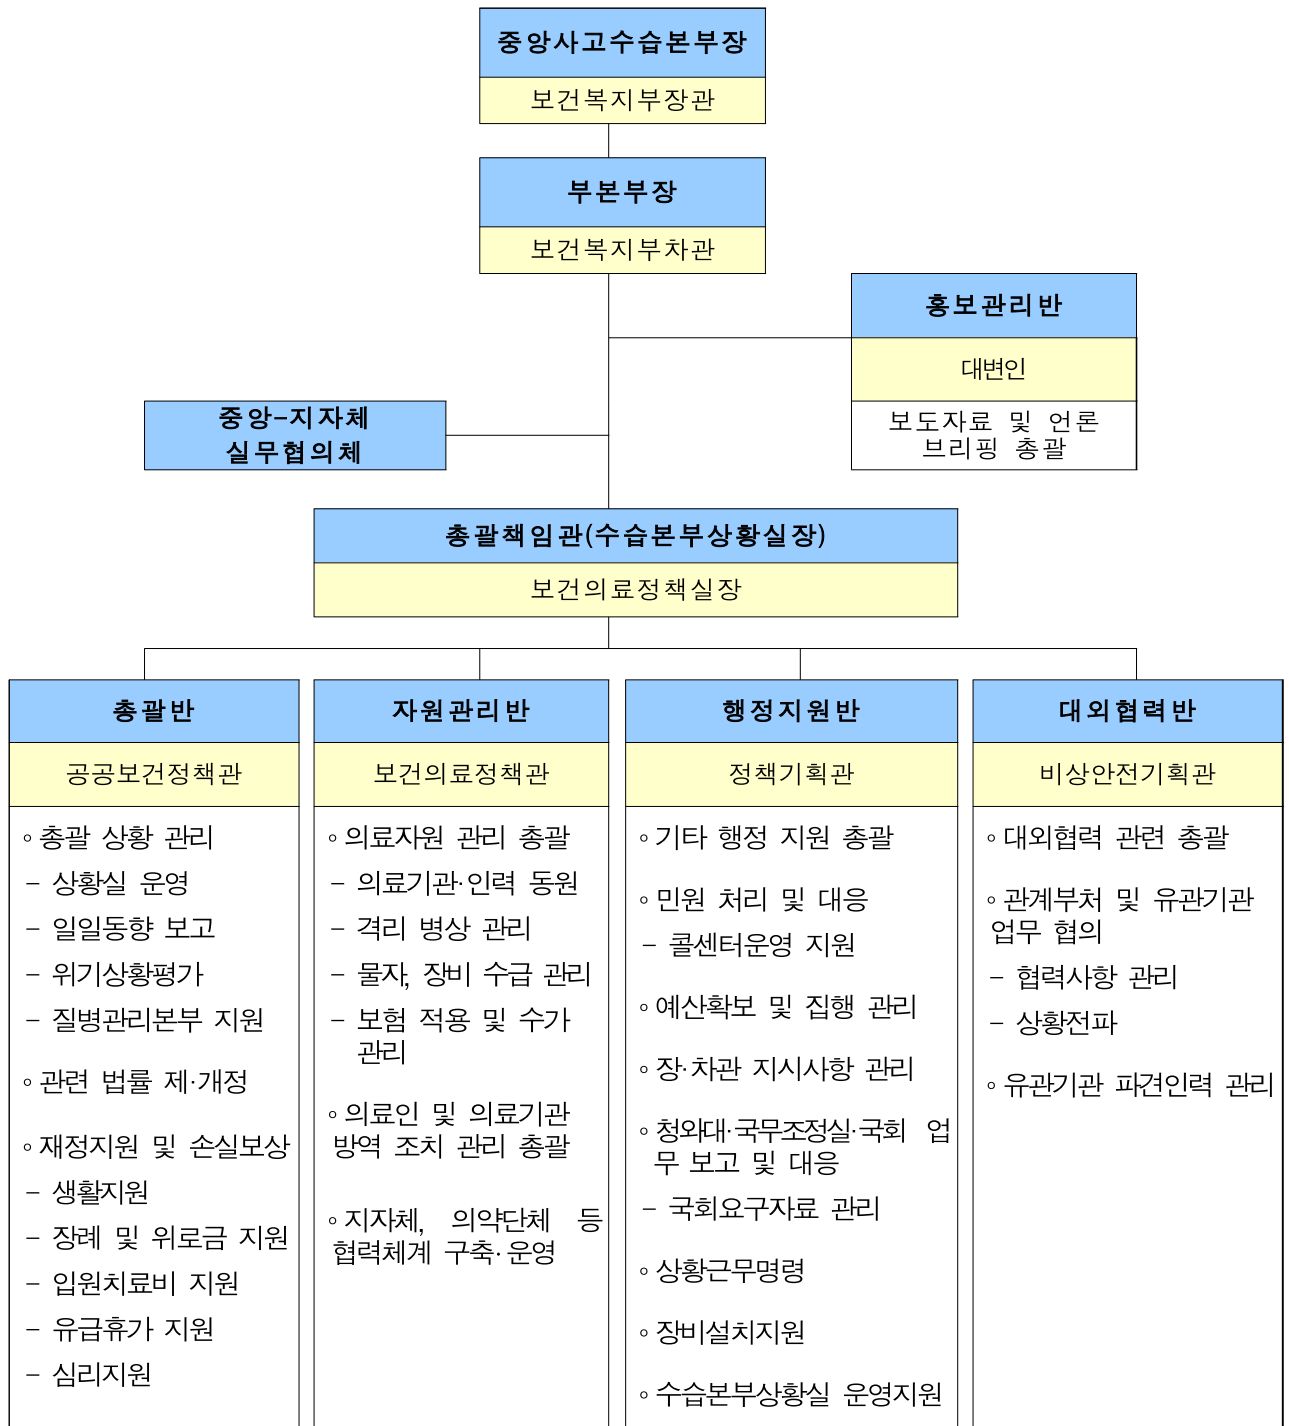 중앙사고수습본부장
보건복지부장관
부본부장
보건복지부차관
홍보관리반
대변인
보도자료 및 언론
브리핑 총괄
중앙-지자체
실무협의체
총괄책임관(수습본부상황실장)
보건의료정책실장
총괄반
공공보건정책관
◦총괄 상황 관리
- 상황실 운영
- 일일동향 보고
- 위기상황평가
- 질병관리본부 지원
◦관련 법률 제·개정
◦재정지원 및 손실보상
- 생활지원
- 장례 및 위로금 지원
- 입원치료비 지원
- 유급휴가 지원
- 심리지원
자원관리반
보건의료정책관
◦의료자원 관리 총괄
- 의료기관·인력 동원
- 격리 병상 관리
- 물자, 장비 수급 관리
- 보험 적용 및 수가
관리
◦의료인 및 의료기관
방역 조치 관리 총괄
◦지자체, 의약단체 등
협력체계 구축·운영
행정지원반
정책기획관
◦기타 행정 지원 총괄
◦민원 처리 및 대응
- 콜센터운영 지원
◦예산확보 및 집행 관리
◦장·차관 지시사항 관리
◦청와대·국무조정실·국회 업
무 보고 및 대응
- 국회요구자료 관리
◦상황근무명령
◦장비설치지원
◦수습본부상황실 운영지원
대외협력반
비상안전기획관
◦대외협력 관련 총괄
◦관계부처 및 유관기관
업무 협의
- 협력사항 관리
- 상황전파
◦유관기관 파견인력 관리